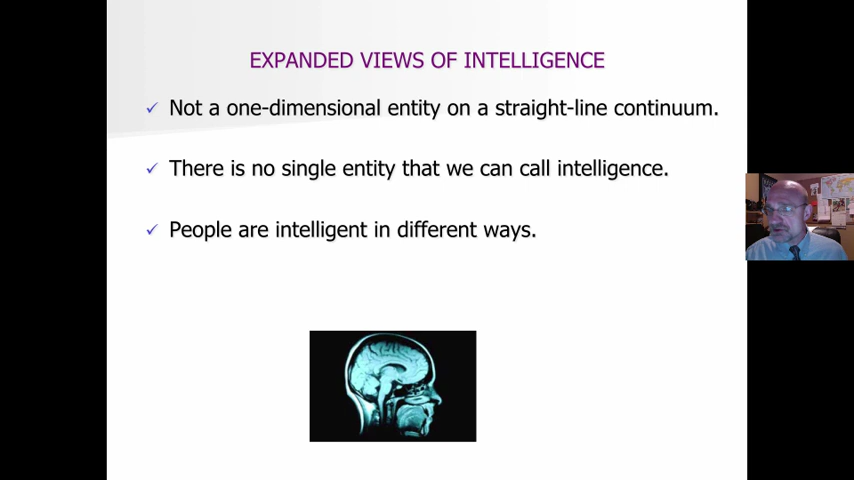 EXPANDED VIEWS OF INTELLIGENCE
Not a one-dimensional entity on a straight-line continuum.
There is no single entity that we can call intelligence.
People are intelligent in different ways.